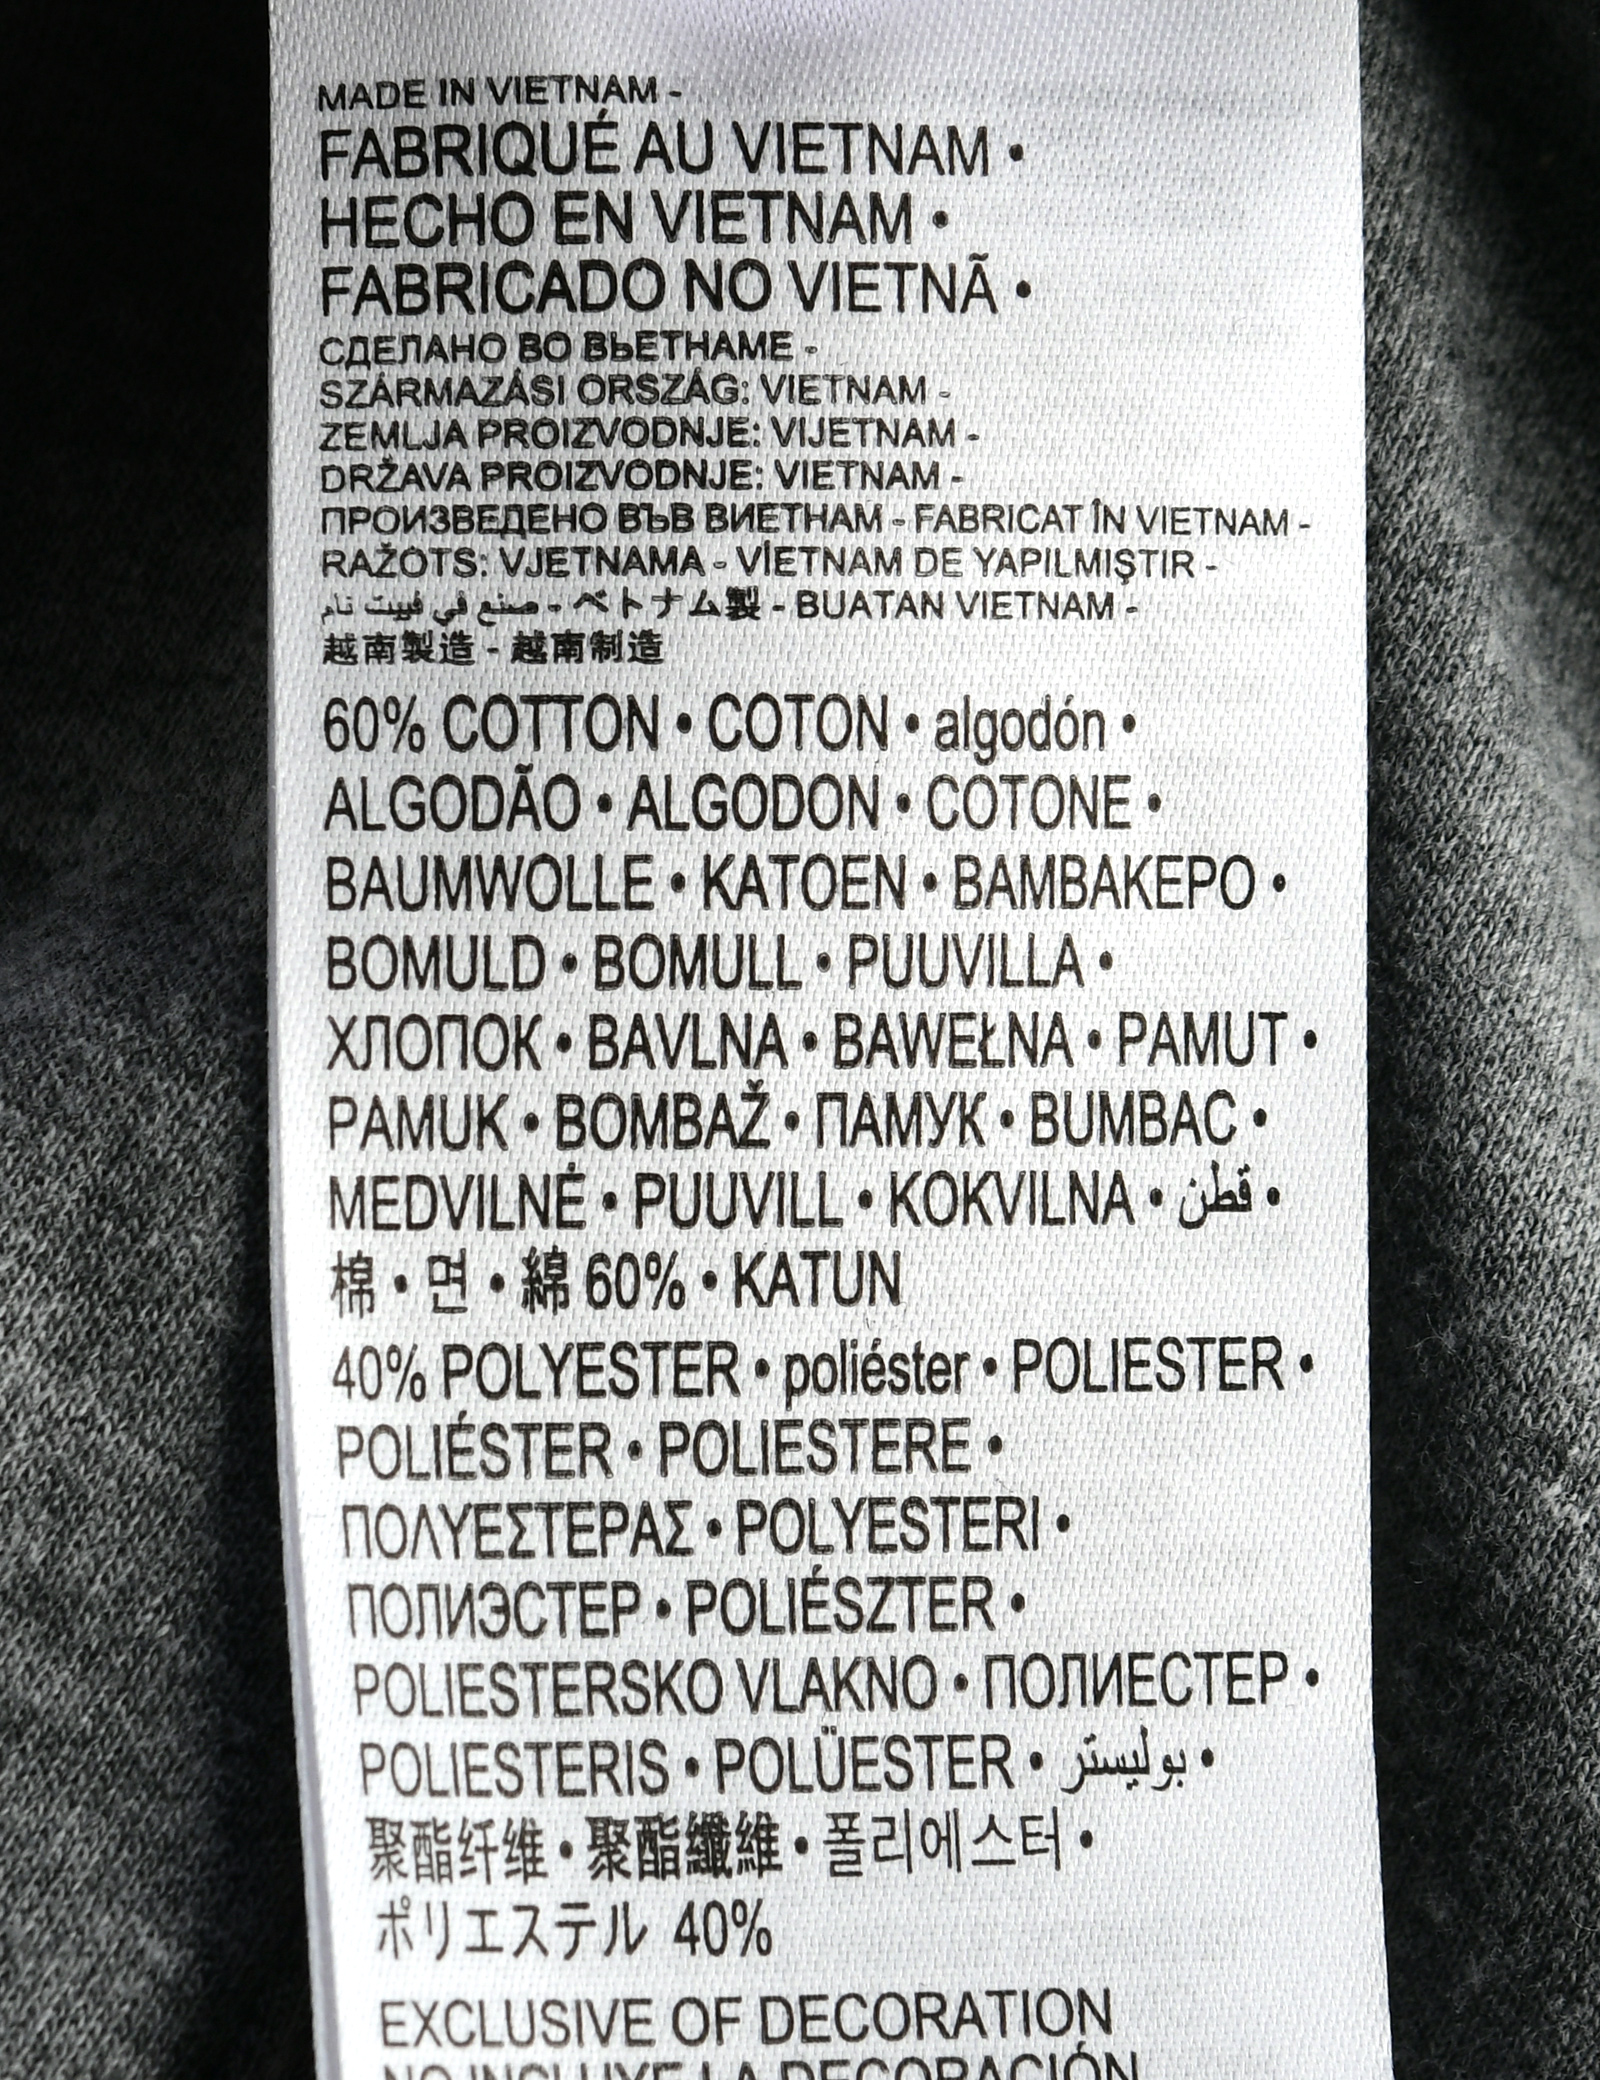 MADE IN VIETNAM -
FABRIQUÉ AU VIETNAM •
HECHO EN VIETNAM •
FABRICADO NO VIETNÃ •
СДЕЛАНО ВО ВЬЕТНАМЕ -
SZÁRMAZÁSI ORSZÁG: VIETNAM -
ZEMLJA PROIZVODNJE: VIJETNAM -
DRŽAVA PROIZVODNJE: VIETNAM -
ПРОИЗВЕДЕНО ВЪВ ВИЕТНАМ - FABRICAT ÎN VIETNAM -
RAŽOTS: VJETNAMA - VİETNAM DE YAPILMIŞTIR -
صنع في فييت نام - ベトナム製 - BUATAN VIETNAM -
越南製造 - 越南制造
60% COTTON • COTON • algodón •
ALGODÃO • ALGODON • COTONE •
BAUMWOLLE • KATOEN • BAMBAKEPO •
BOMULD • BOMULL • PUUVILLA •
ХЛОПОК • BAVLNA • BAWEŁNA • PAMUT •
PAMUK • BOMBAŽ • ПАМУК • BUMBAC •
MEDVILNĖ • PUUVILL • KOKVILNA • قطن •
棉 • 면 • 綿 60% • KATUN
40% POLYESTER • poliéster • POLIESTER •
POLIÉSTER • POLIESTERE •
ΠΟΛΥΕΣΤΕΡΑΣ • POLYESTERI •
ПОЛИЭСТЕР • POLIÉSZTER •
POLIESTERSKO VLAKNO • ПОЛИЕСТЕР •
POLIESTERIS • POLÜESTER • بوليستر •
聚酯纤维 • 聚酯纖維 • 폴리에스터 •
ポリエステル 40%
EXCLUSIVE OF DECORATION
NO INCLUYE LA DECORACIÓN